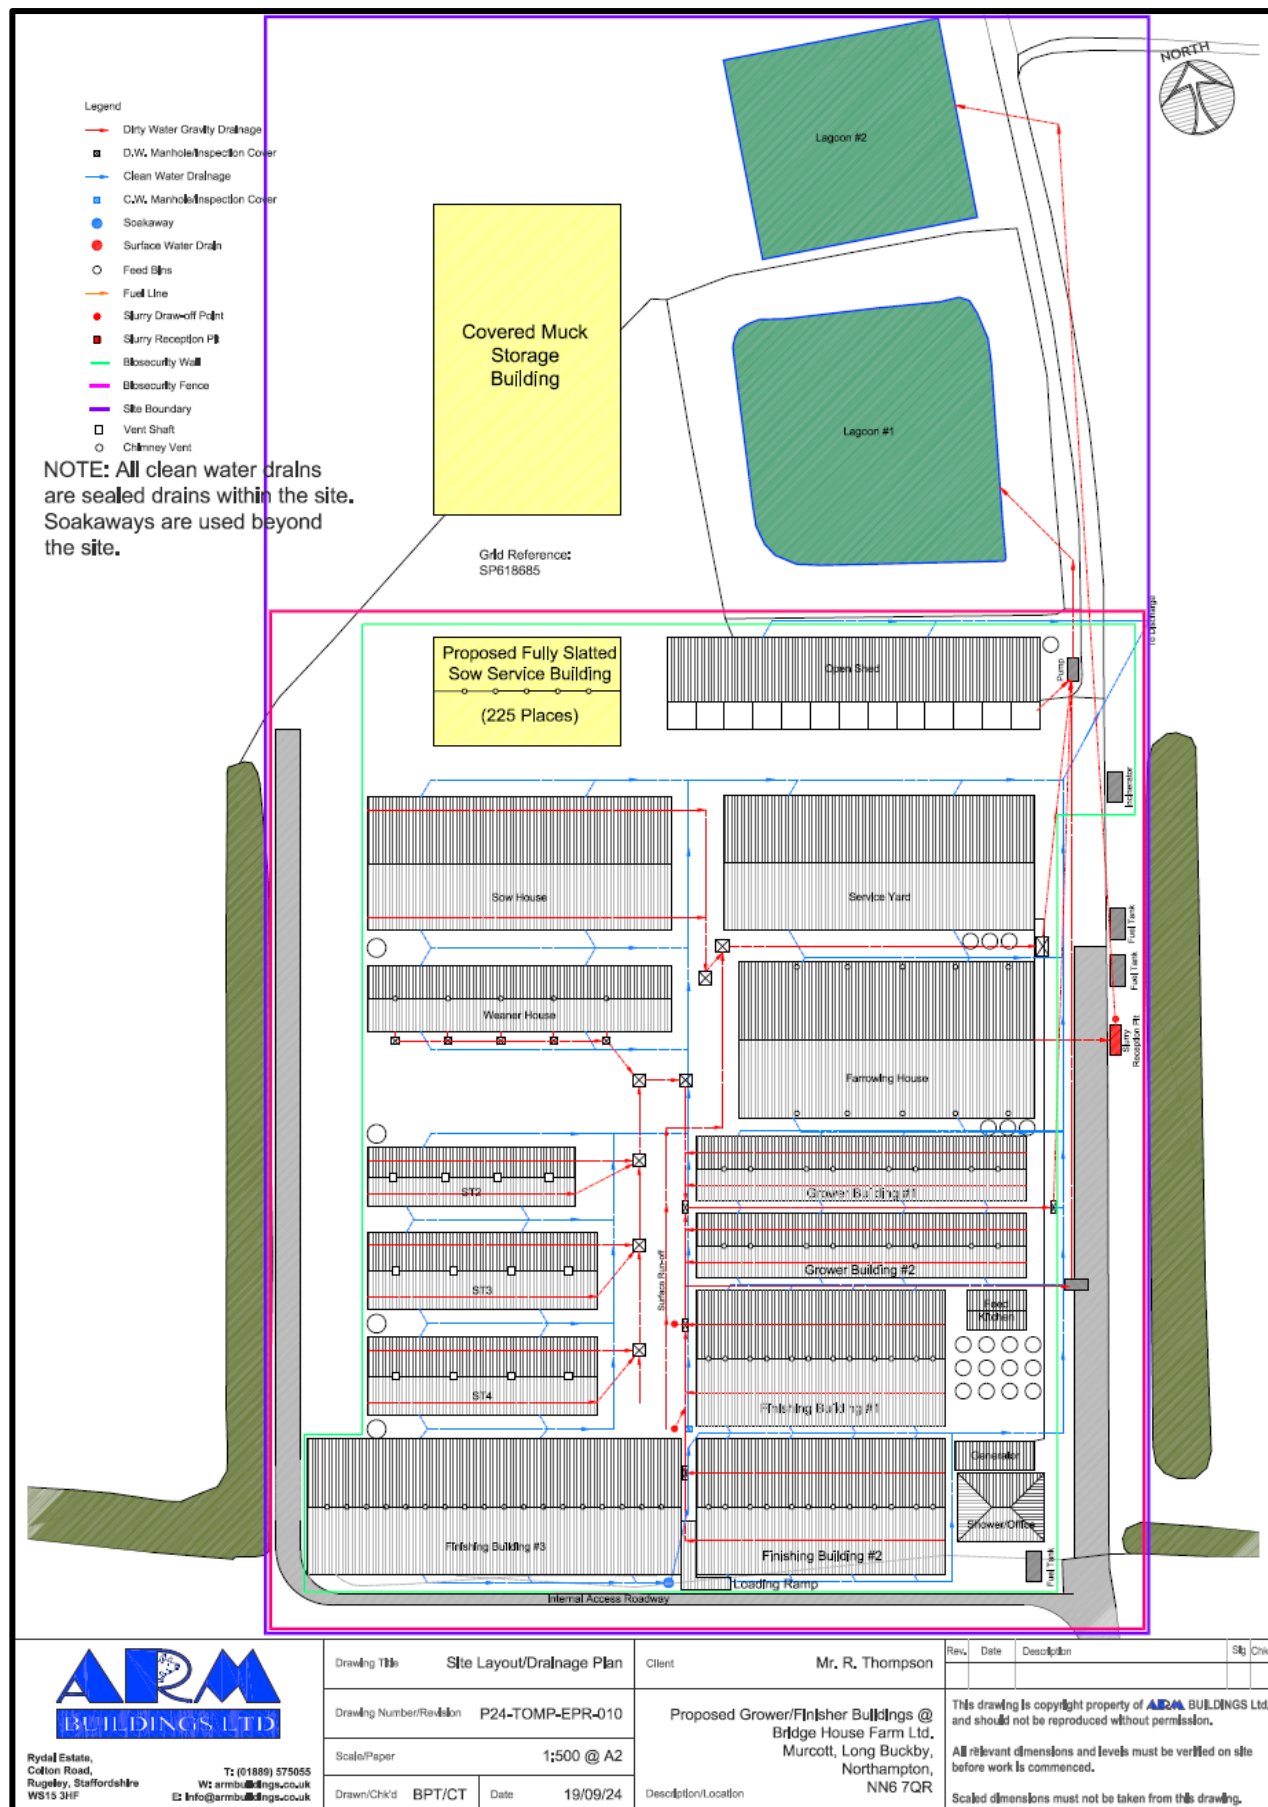 NORTH
Legend
Dirty Water Gravity Drainage
D.W. Manhole/Inspection Cover
Clean Water Drainage
C.W. Manhole/Inspection Cover
Soakaway
Surface Water Drain
Feed Bins
Fuel Line
Slurry Draw-off Point
Slurry Reception Pit
Biosecurity Wall
Biosecurity Fence
Site Boundary
Vent Shaft
Chimney Vent
NOTE: All clean water drains
are sealed drains within the site.
Soakaways are used beyond
the site.
Lagoon #2
Covered Muck
Storage
Building
Lagoon #1
Grid Reference:
SP618685
To Discharge
Proposed Fully Slatted
Sow Service Building
(225 Places)
Open Shed
Pump
Incinerator
Sow House
Service Yard
Fuel Tank
Fuel Tank
Weaner House
Slurry
Reception Pit
Farrowing House
ST2
Grower Building #1
Surface Run-off
Grower Building #2
ST3
Feed
Kitchen
ST4
Finishing Building #1
Generator
Shower/Office
Finishing Building #3
Finishing Building #2
Fuel Tank
Loading Ramp
Internal Access Roadway
ARM
BUILDINGS LTD
Rydal Estate,
Colton Road,
Rugeley, Staffordshire
WS15 3HF
T: (01889) 575055
W: armbuildings.co.uk
E: info@armbuildings.co.uk
Drawing Title
Site Layout/Drainage Plan
Drawing Number/Revision
P24-TOMP-EPR-010
Scale/Paper
1:500 @ A2
Drawn/Chk'd
BPT/CT
Date
19/09/24
Client
Mr. R. Thompson
Proposed Grower/Finisher Buildings @
Bridge House Farm Ltd,
Murcott, Long Buckby,
Northampton,
NN6 7QR
Description/Location
Rev. Date Description Sig Chk
This drawing is copyright property of ARM BUILDINGS Ltd
and should not be reproduced without permission.
All relevant dimensions and levels must be verified on site
before work is commenced.
Scaled dimensions must not be taken from this drawing.